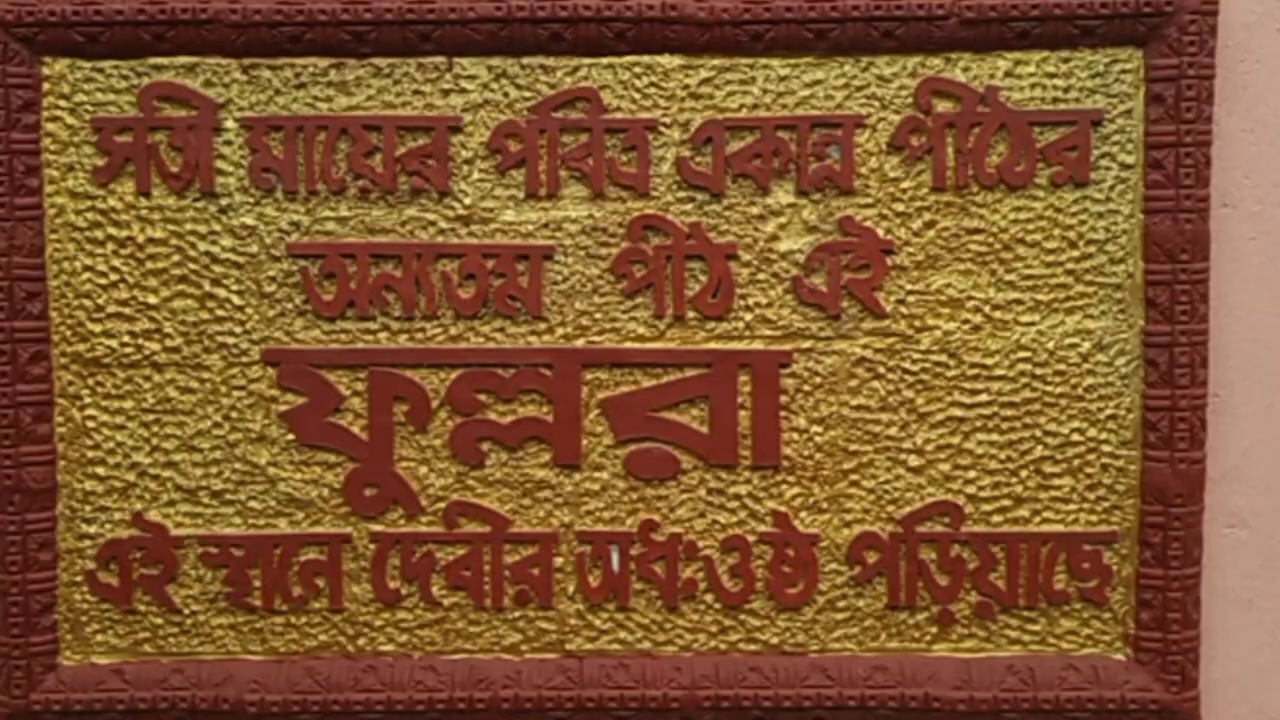 সতী মায়ের পবিত্র একান্ন পীঠের
অন্যতম পীঠ এই
ফুল্লরা
এই স্থানে দেবীর অধঃওষ্ঠ পড়িয়াছে